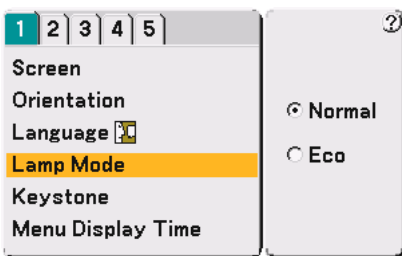 1 2 3 4 5
?
Screen
Orientation
Language
Lamp Mode
Keystone
Menu Display Time
Normal
Eco